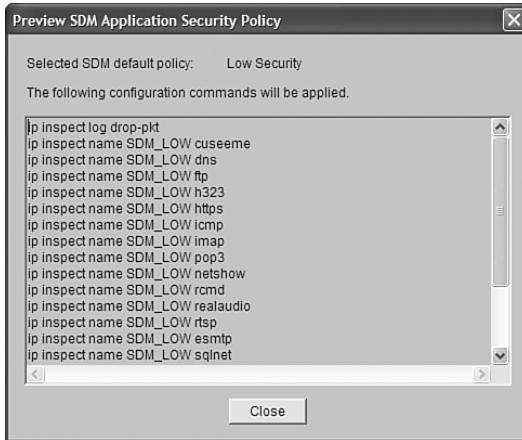 Preview SDM Application Security Policy
Selected SDM default policy: Low Security
The following configuration commands will be applied.
ip inspect log drop-pkt
ip inspect name SDM_LOW cuseeme
ip inspect name SDM_LOW dns
ip inspect name SDM_LOW ftp
ip inspect name SDM_LOW h323
ip inspect name SDM_LOW https
ip inspect name SDM_LOW icmp
ip inspect name SDM_LOW imap
ip inspect name SDM_LOW pop3
ip inspect name SDM_LOW netshow
ip inspect name SDM_LOW rcmd
ip inspect name SDM_LOW realaudio
ip inspect name SDM_LOW rtsp
ip inspect name SDM_LOW esmtp
ip inspect name SDM_LOW sqlnet
Close